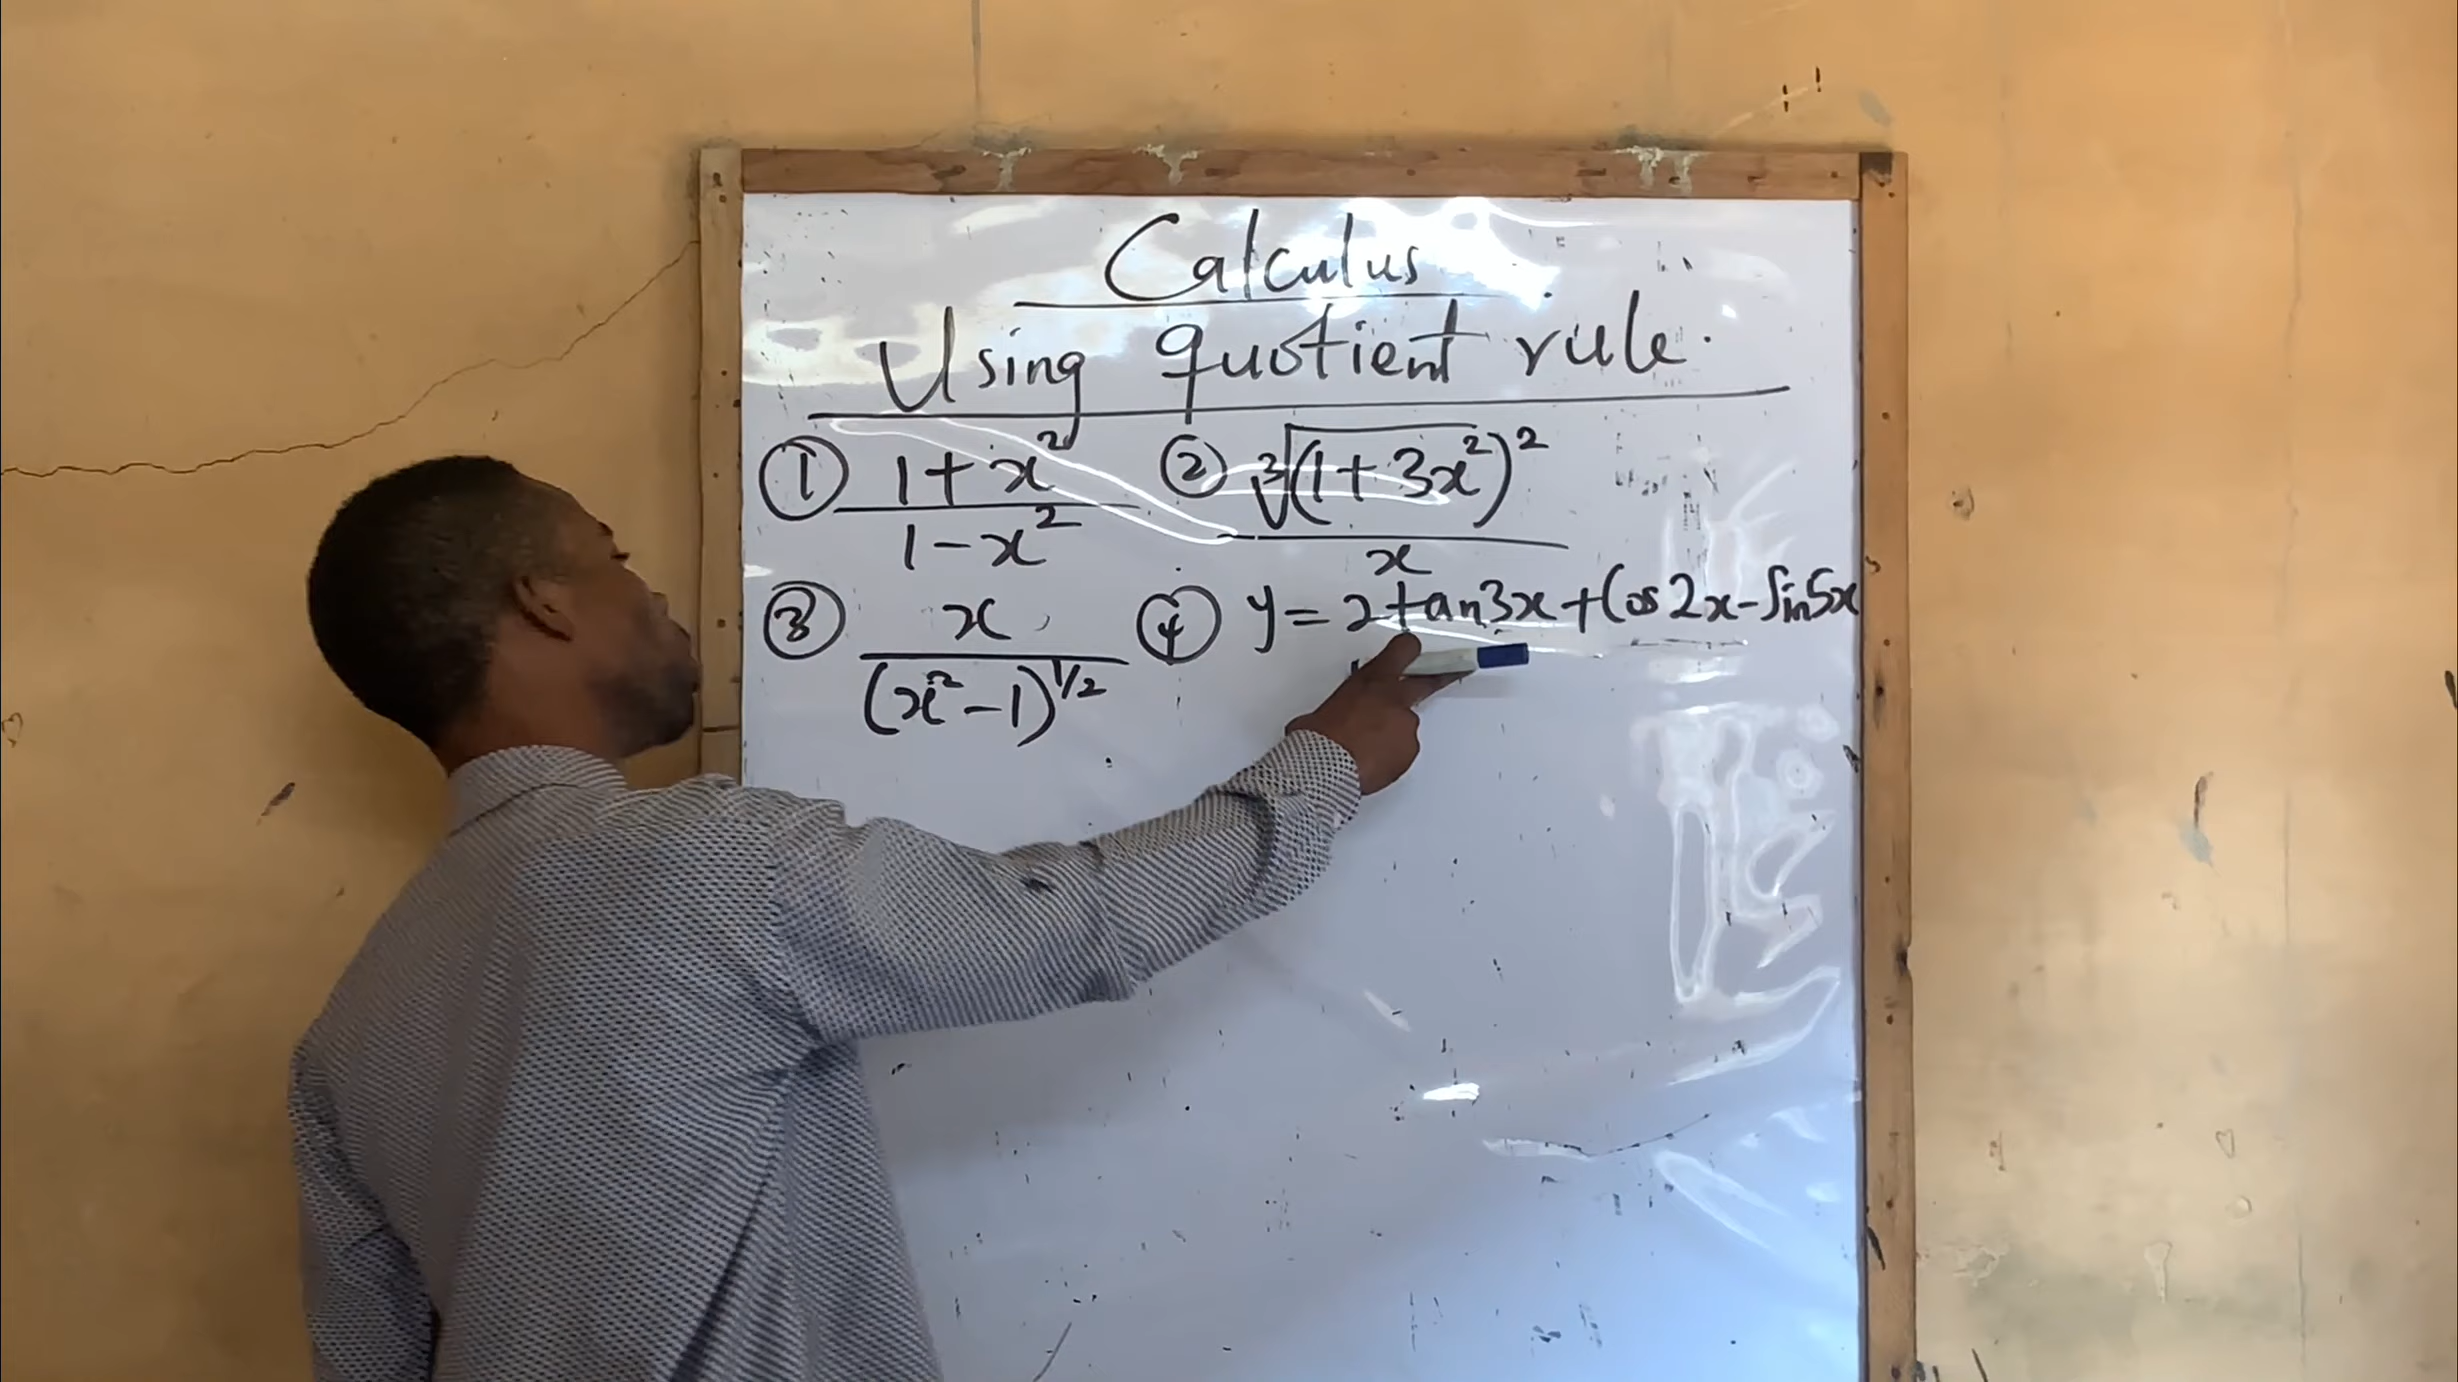 Calculus
Using quotient rule.
① 1+x²/1-x² ② ∛(1+3x²)²/x
③ x/(x²-1)^1/2 ④ y=2tan3x+Cos2x-Sin5x